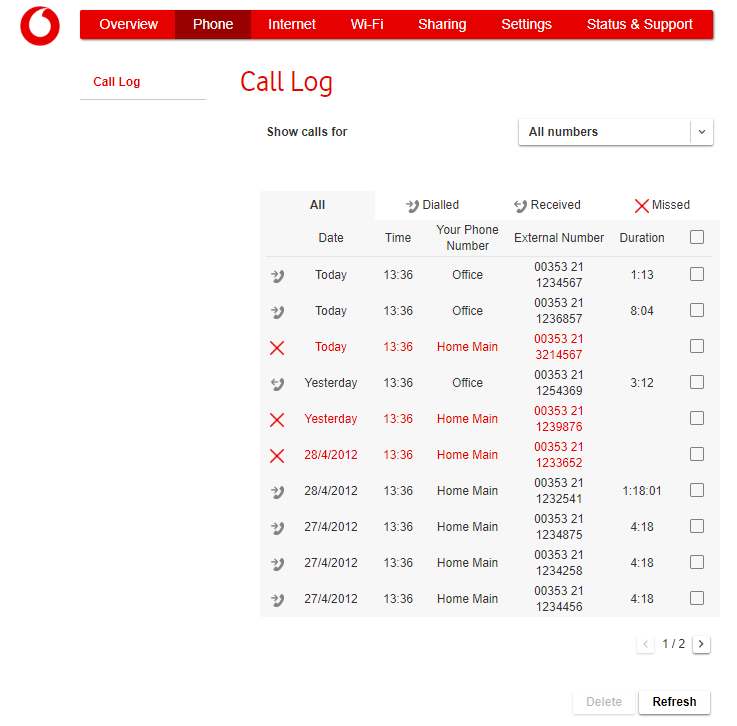 Overview Phone Internet Wi-Fi Sharing Settings Status & Support
Call Log
Call Log
Show calls for All numbers
All Dialled Received Missed
Date Time Your Phone Number External Number Duration
Today 13:36 Office 00353 21 1234567 1:13
Today 13:36 Office 00353 21 1236857 8:04
Today 13:36 Home Main 00353 21 3214567
Yesterday 13:36 Office 00353 21 1254369 3:12
Yesterday 13:36 Home Main 00353 21 1239876
28/4/2012 13:36 Home Main 00353 21 1233652
28/4/2012 13:36 Home Main 00353 21 1232541 1:18:01
27/4/2012 13:36 Home Main 00353 21 1234875 4:18
27/4/2012 13:36 Home Main 00353 21 1234258 4:18
27/4/2012 13:36 Home Main 00353 21 1234456 4:18
1 / 2
Delete Refresh